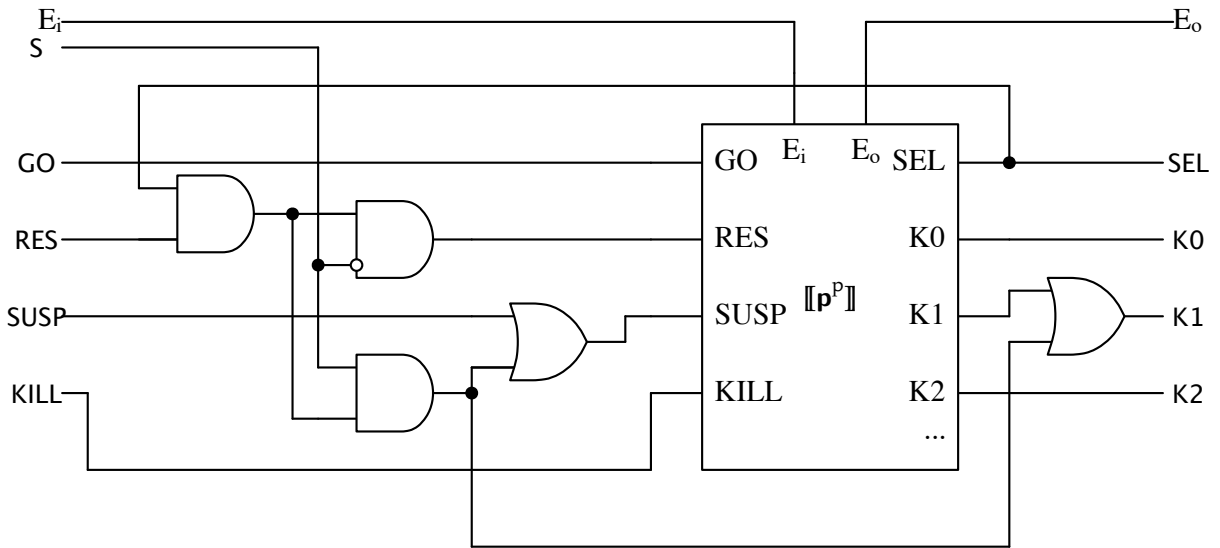 Ei Eo
S
Ei Eo
GO GO SEL SEL
RES RES K0 K0
⟦pᵖ⟧
SUSP SUSP K1 K1
KILL KILL K2 K2
...